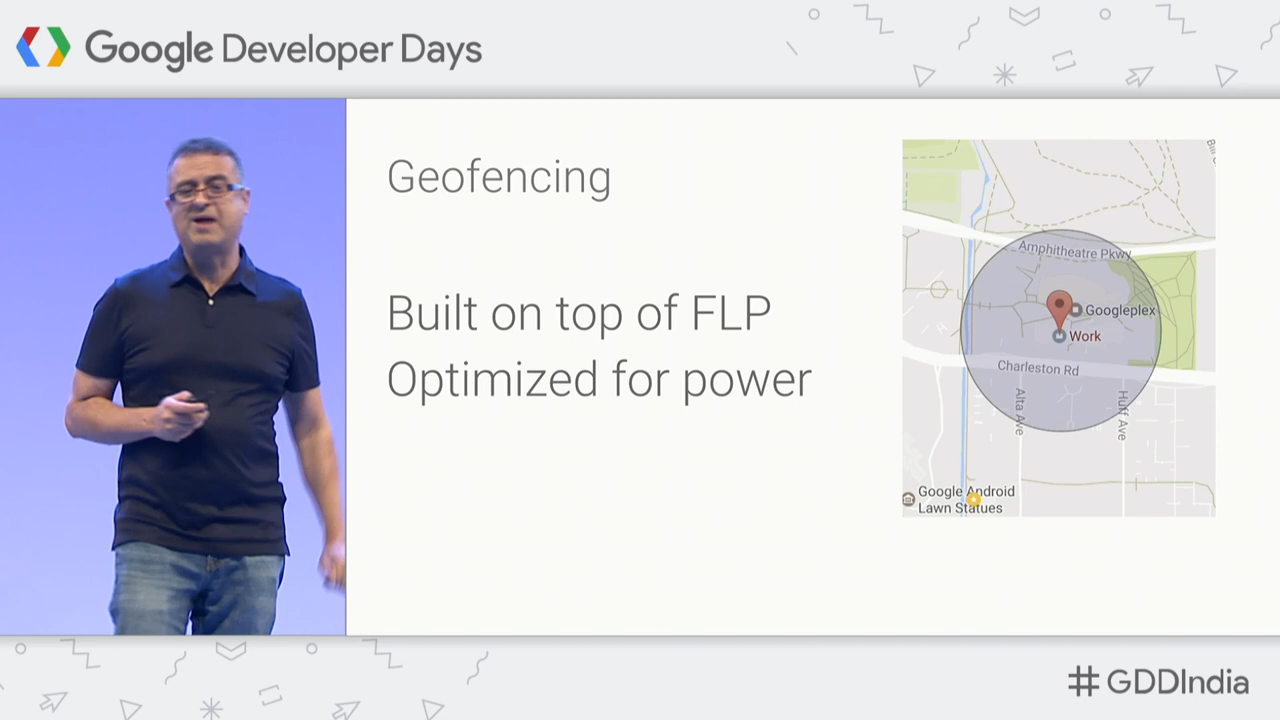 Google Developer Days
Geofencing
Built on top of FLP
Optimized for power
Amphitheatre Pkwy
Googleplex
Work
Charleston Rd
Alta Ave
Huff Ave
Google Android
Lawn Statues
#GDDIndia